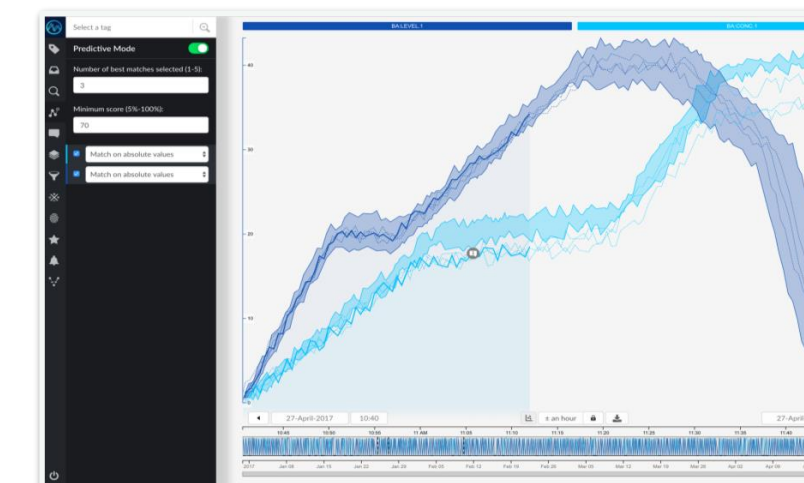 Select a tag
BA:LEVEL.1
BA:CONC.1
Predictive Mode
Number of best matches selected (1-5):
3
Minimum score (5%-100%):
70
Match on absolute values
Match on absolute values
40
30
20
10
0
27-April-2017
10:40
± an hour
27-April
10:45 10:50 10:55 11 AM 11:05 11:10 11:15 11:20 11:25 11:30 11:35 11:40
2017 Jan 08 Jan 15 Jan 22 Jan 29 Feb 05 Feb 12 Feb 19 Feb 26 Mar 05 Mar 12 Mar 19 Mar 26 Apr 02 Apr 09